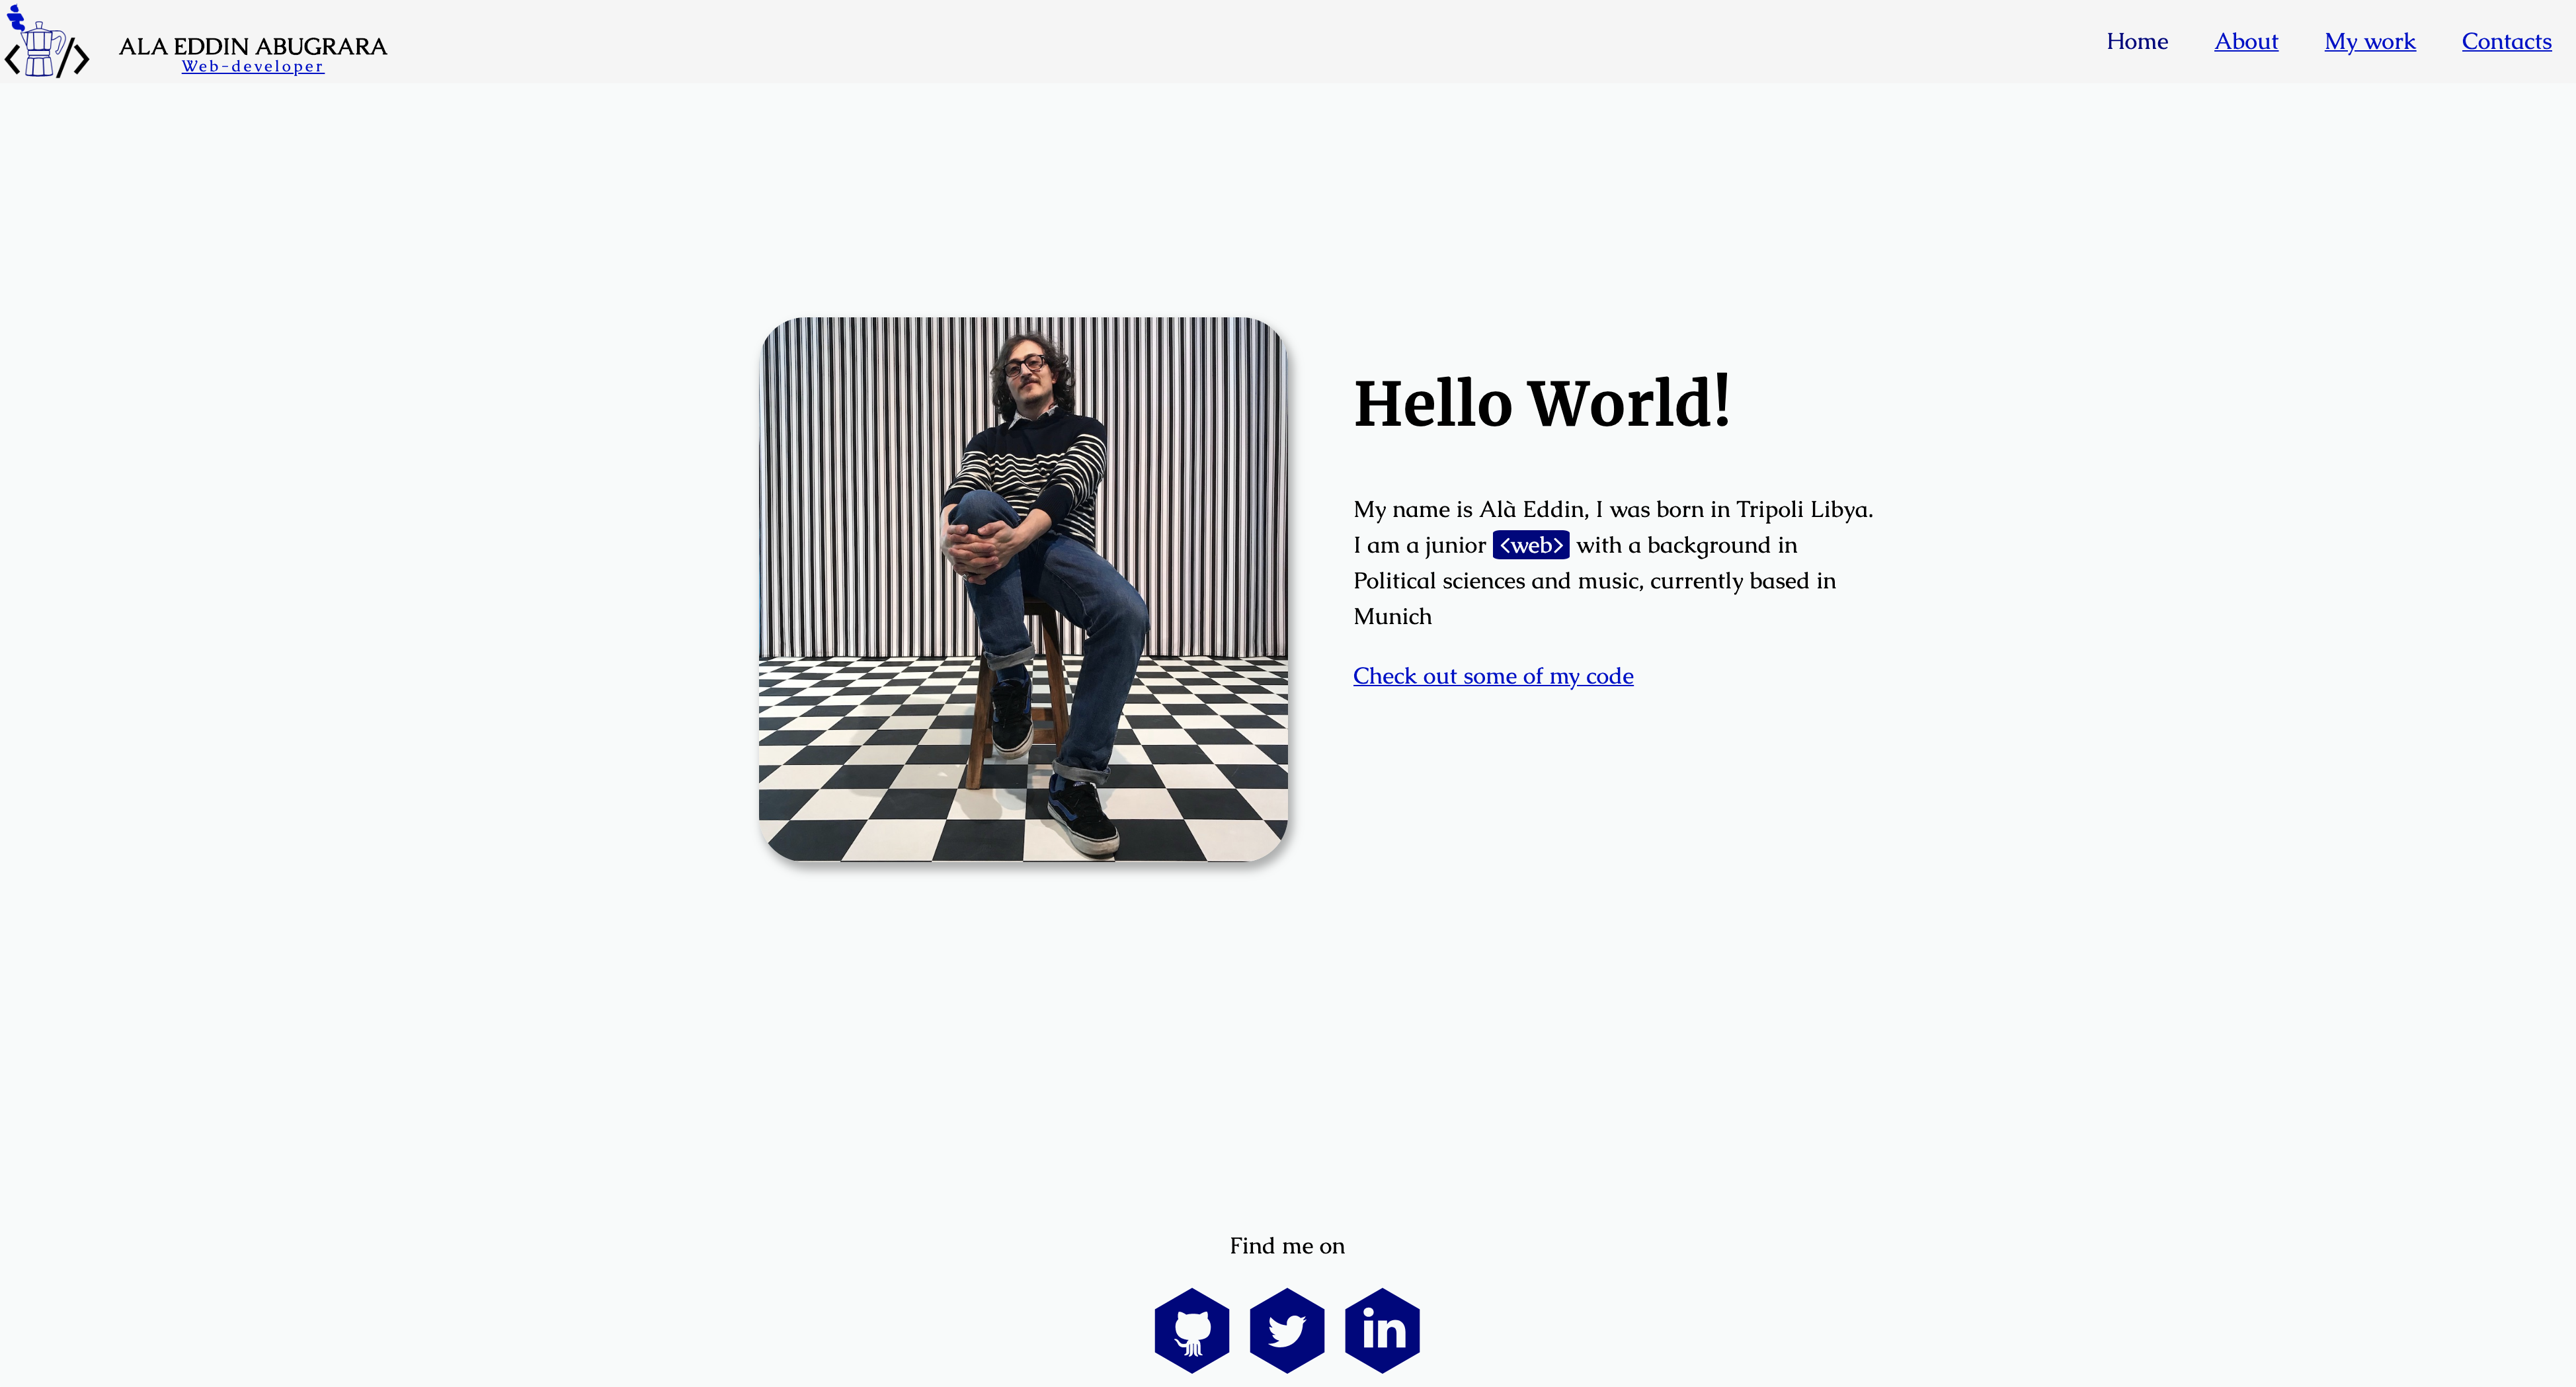 ALA EDDIN ABUGRARA
Web-developer
Home About My work Contacts
Hello World!
My name is Alà Eddin, I was born in Tripoli Libya.
I am a junior <web> with a background in
Political sciences and music, currently based in
Munich
Check out some of my code
Find me on
in